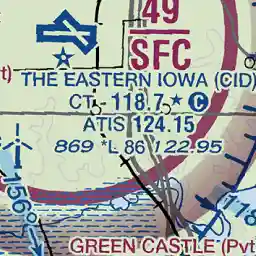 49
SFC
t)
THE EASTERN IOWA (CID)
CT - 118.7 * C
ATIS 124.15
869 *L 86 122.95
156°
118
GREEN CASTLE (Pvt